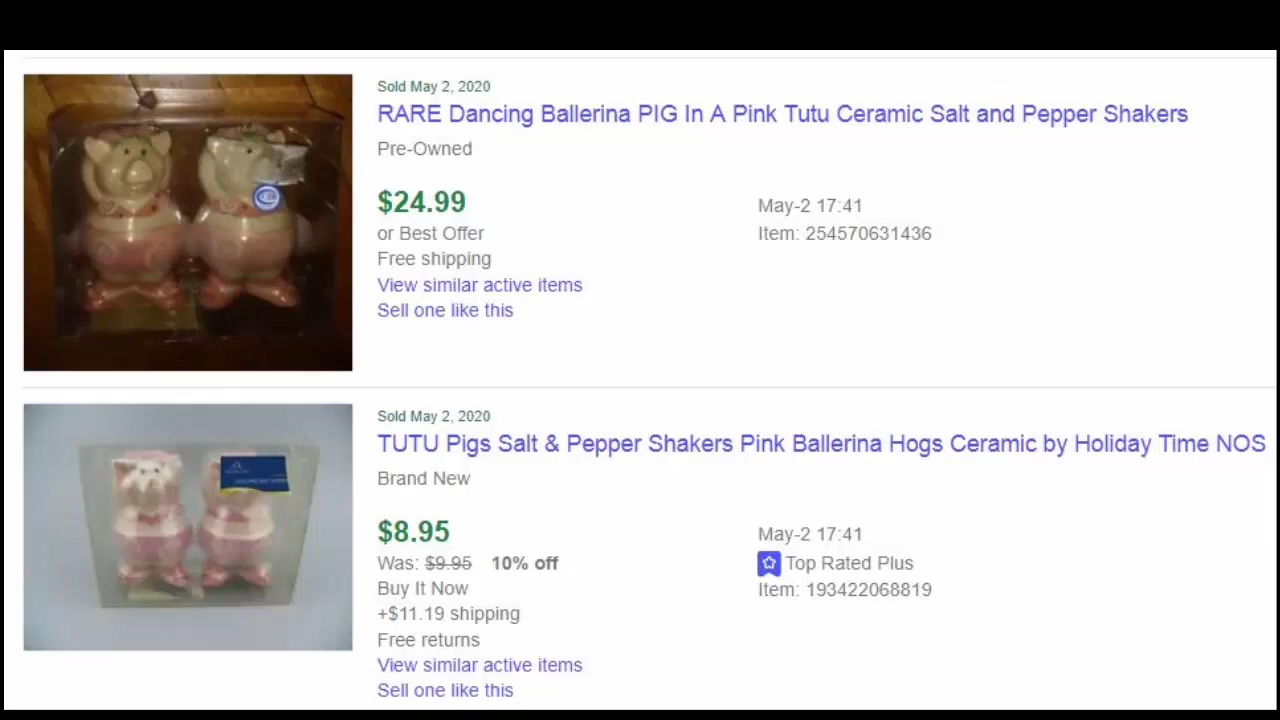 Sold May 2, 2020
RARE Dancing Ballerina PIG In A Pink Tutu Ceramic Salt and Pepper Shakers
Pre-Owned
$24.99
May-2 17:41
or Best Offer
Item: 254570631436
Free shipping
View similar active items
Sell one like this
Sold May 2, 2020
TUTU Pigs Salt & Pepper Shakers Pink Ballerina Hogs Ceramic by Holiday Time NOS
Brand New
$8.95
May-2 17:41
Was: $9.95 10% off
Top Rated Plus
Buy It Now
Item: 193422068819
+$11.19 shipping
Free returns
View similar active items
Sell one like this